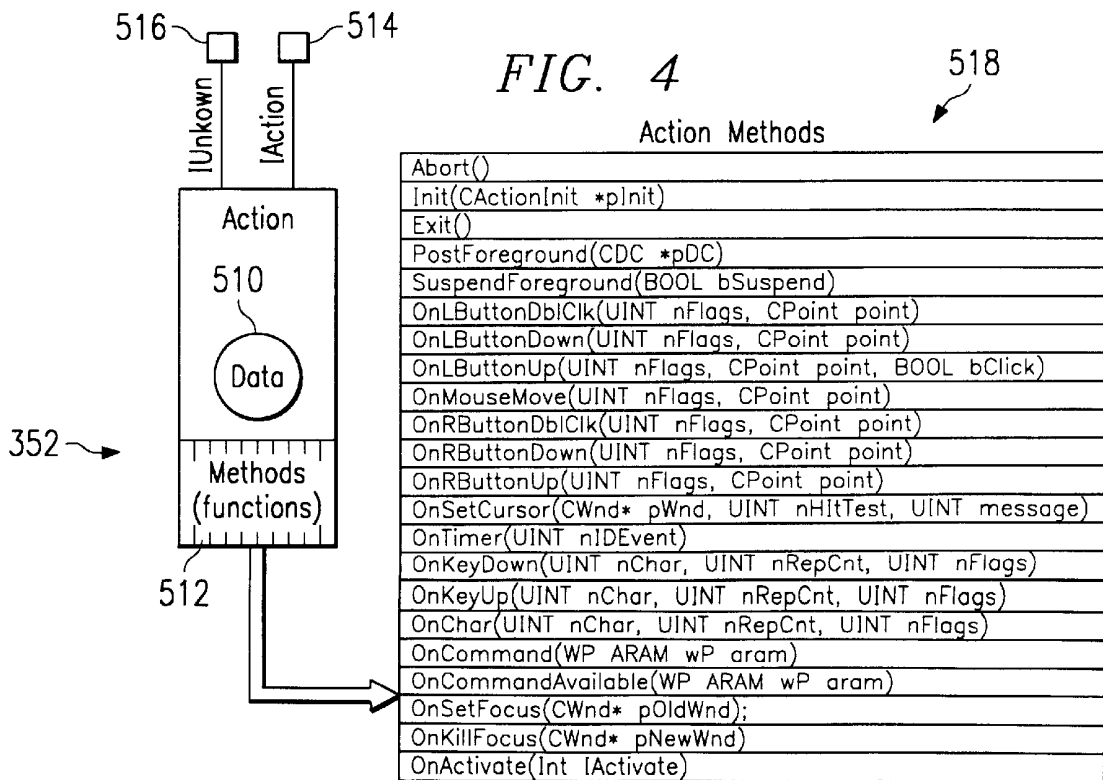 516
514
FIG. 4
518
IUnkown
IAction
Action Methods
Action
510
Data
352
Methods
(functions)
512
Abort()
Init(CActionInit *pInit)
Exit()
PostForeground(CDC *pDC)
SuspendForeground(BOOL bSuspend)
OnLButtonDblClk(UINT nFlags, CPoint point)
OnLButtonDown(UINT nFlags, CPoint point)
OnLButtonUp(UINT nFlags, CPoint point, BOOL bClick)
OnMouseMove(UINT nFlags, CPoint point)
OnRButtonDblClk(UINT nFlags, CPoint point)
OnRButtonDown(UINT nFlags, CPoint point)
OnRButtonUp(UINT nFlags, CPoint point)
OnSetCursor(CWnd* pWnd, UINT nHItTest, UINT message)
OnTimer(UINT nIDEvent)
OnKeyDown(UINT nChar, UINT nRepCnt, UINT nFlags)
OnKeyUp(UINT nChar, UINT nRepCnt, UINT nFlags)
OnChar(UINT nChar, UINT nRepCnt, UINT nFlags)
OnCommand(WP ARAM wP aram)
OnCommandAvailable(WP ARAM wP aram)
OnSetFocus(CWnd* pOldWnd);
OnKillFocus(CWnd* pNewWnd)
OnActivate(Int IActivate)